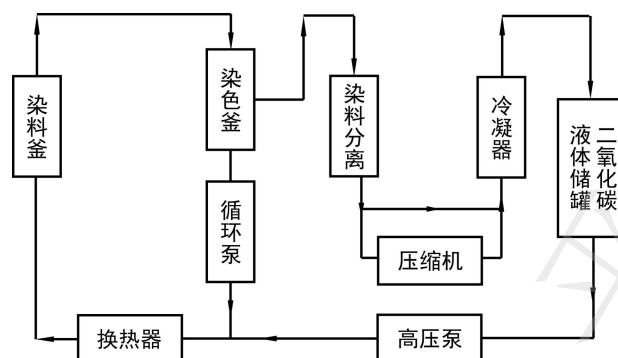 染料釜
染色釜
循环泵
染料分离
冷凝器
二氧化碳
液体储罐
压缩机
换热器
高压泵